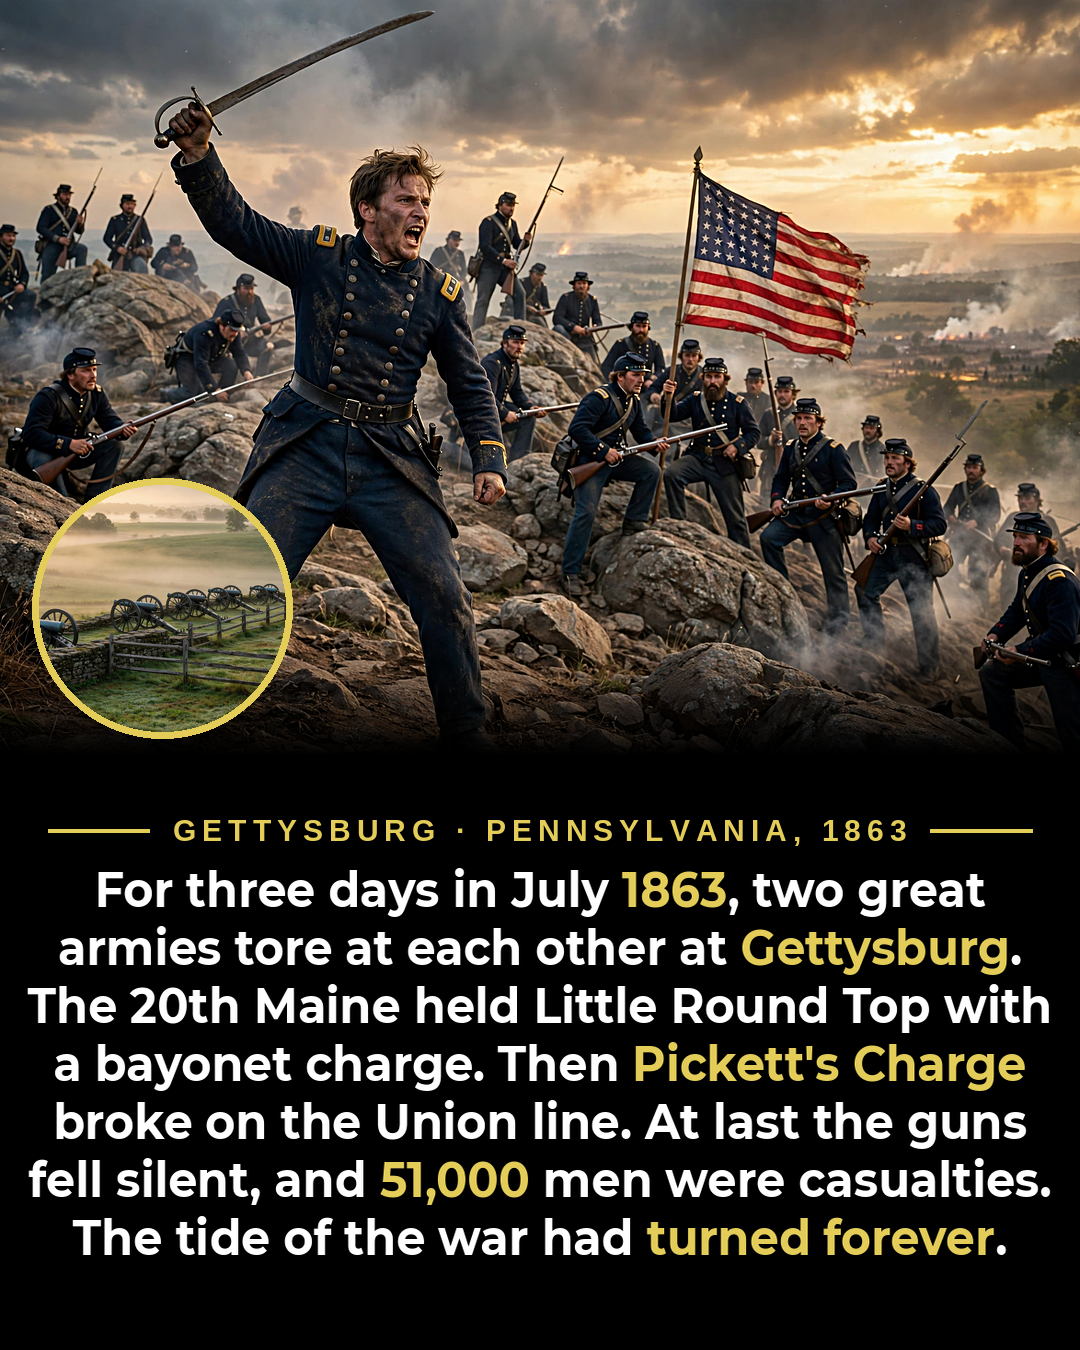 GETTYSBURG · PENNSYLVANIA, 1863
For three days in July 1863, two great
armies tore at each other at Gettysburg.
The 20th Maine held Little Round Top with
a bayonet charge. Then Pickett's Charge
broke on the Union line. At last the guns
fell silent, and 51,000 men were casualties.
The tide of the war had turned forever.